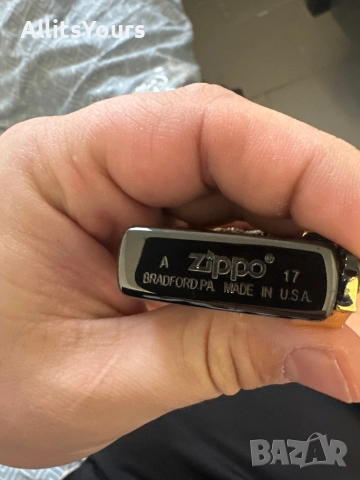 AllitsYours
A zippo® 17
BRADFORD,PA. MADE IN U.S.A.
BAZAR